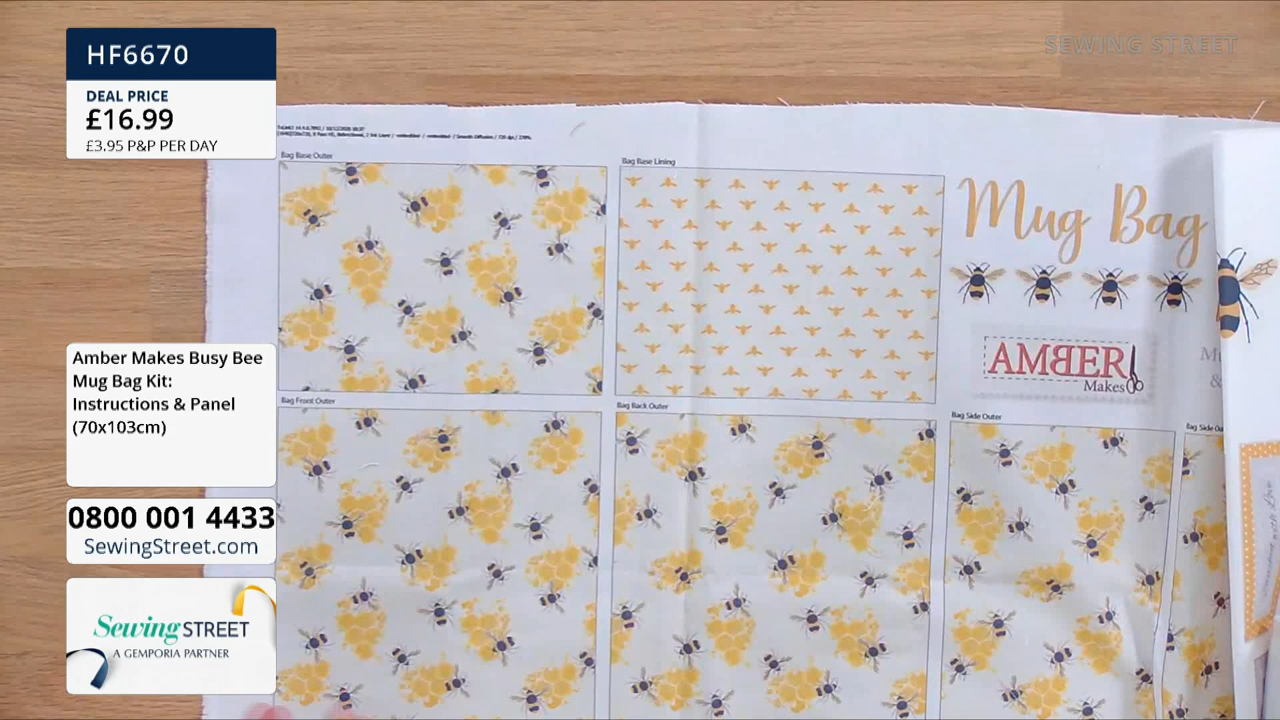 HF6670
DEAL PRICE
£16.99
£3.95 P&P PER DAY
SEWING STREET
Bag Base Outer
Bag Base Lining
Mug Bag
AMBER
Makes
Amber Makes Busy Bee
Mug Bag Kit:
Instructions & Panel
(70x103cm)
Bag Front Outer
Bag Back Outer
Bag Side Outer
Bag Side
0800 001 4433
SewingStreet.com
Sewing STREET
A GEMPORIA PARTNER